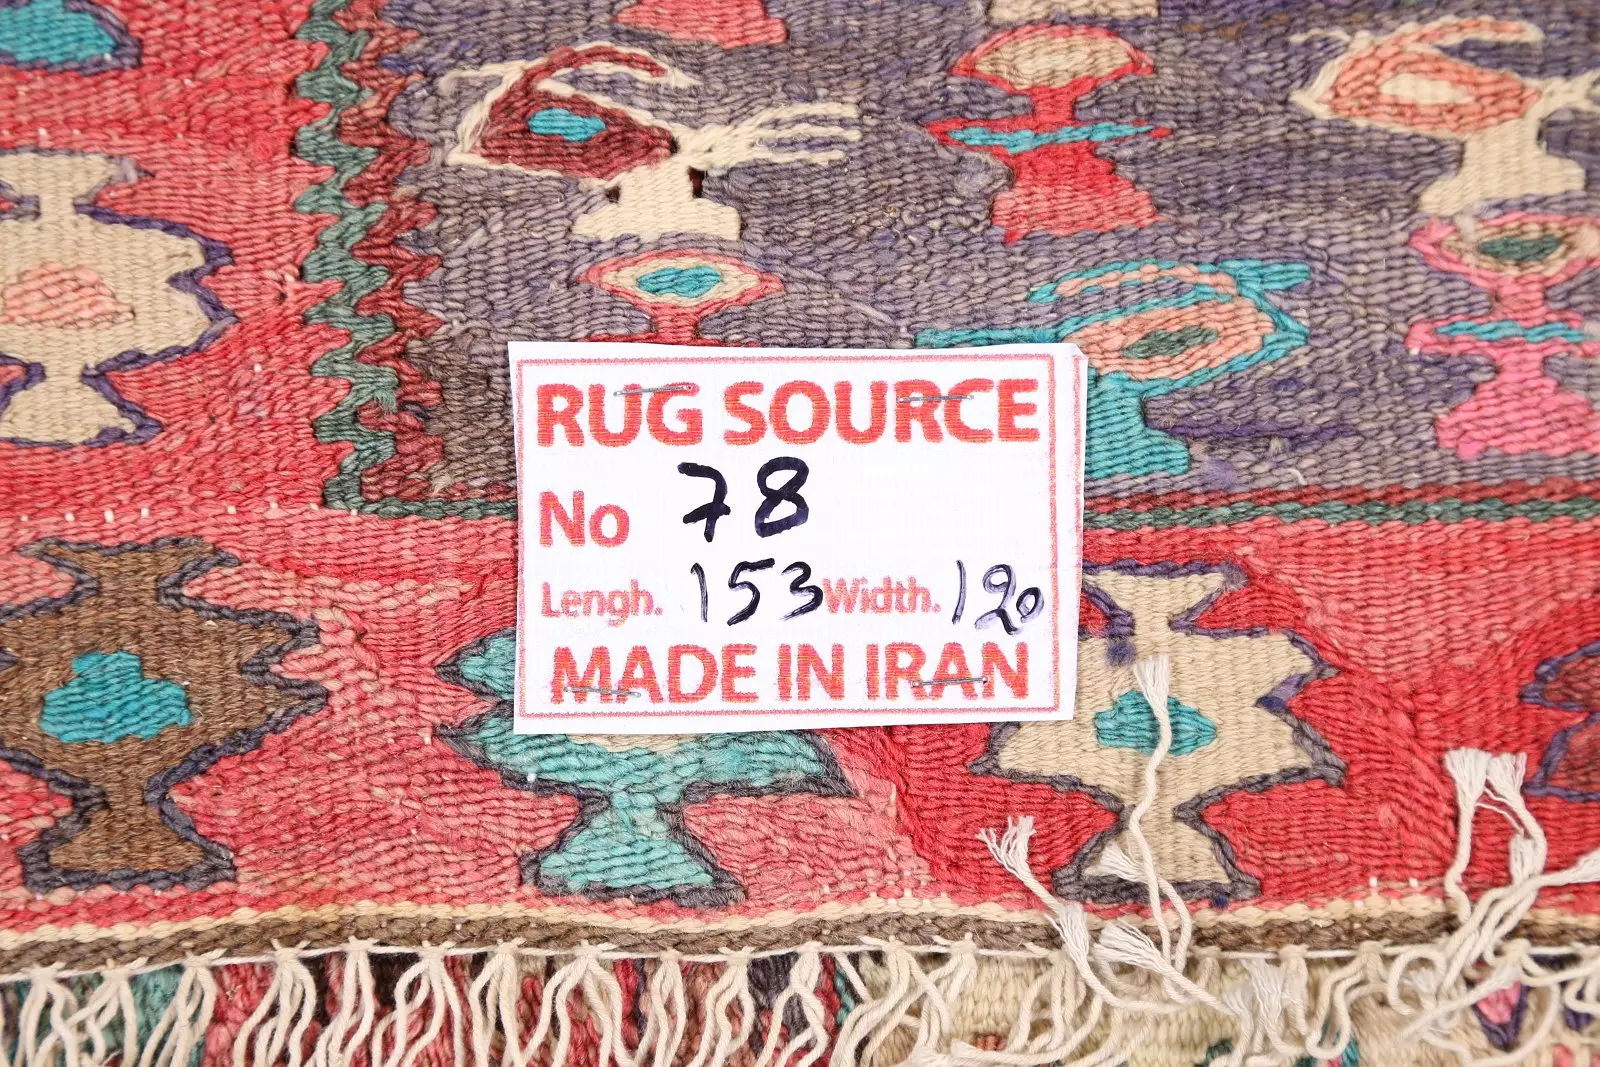 RUG SOURCE
No 78
Lengh. 153 Width. 120
MADE IN IRAN